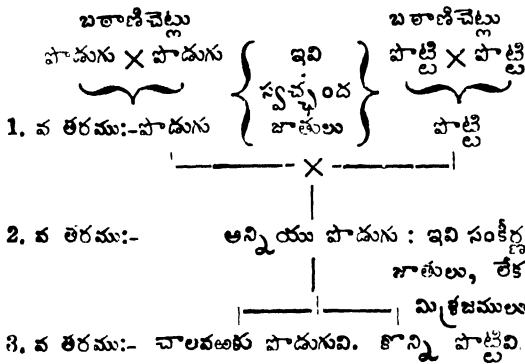 బఠాణిచెట్లు బఠాణిచెట్లు
పొడుగు × పొడుగు ఇవి పొట్టి × పొట్టి
స్వచ్ఛంద
1. వ తరము:-పొడుగు జాతులు పొట్టి
×
2. వ తరము:- అన్నియు పొడుగు : ఇవి సంకీర్ణ
జాతులు, లేక
మిశ్రజములు
3. వ తరము:- చాలవఱకు పొడుగువి. కొన్ని పొట్టివి.